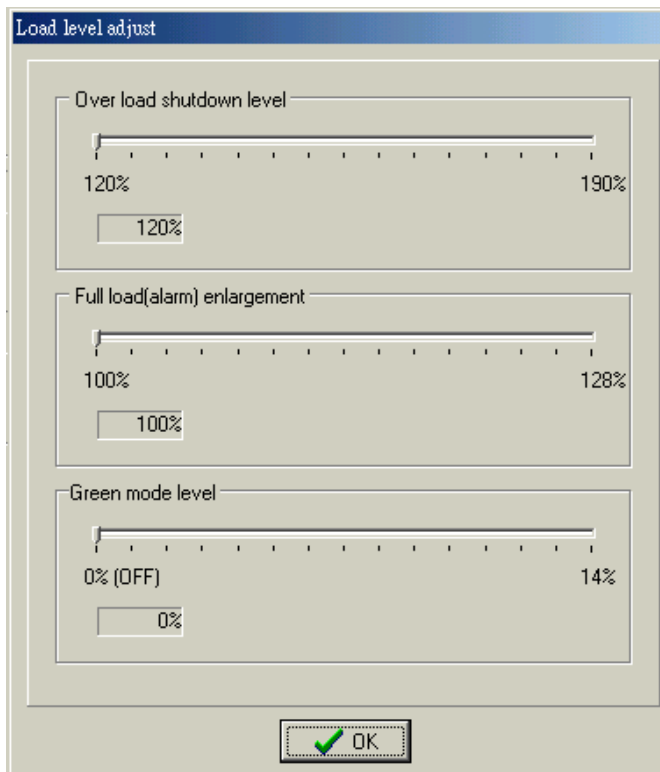 Load level adjust
Over load shutdown level
120% 190%
120%
Full load(alarm) enlargement
100% 128%
100%
Green mode level
0% (OFF) 14%
0%
OK